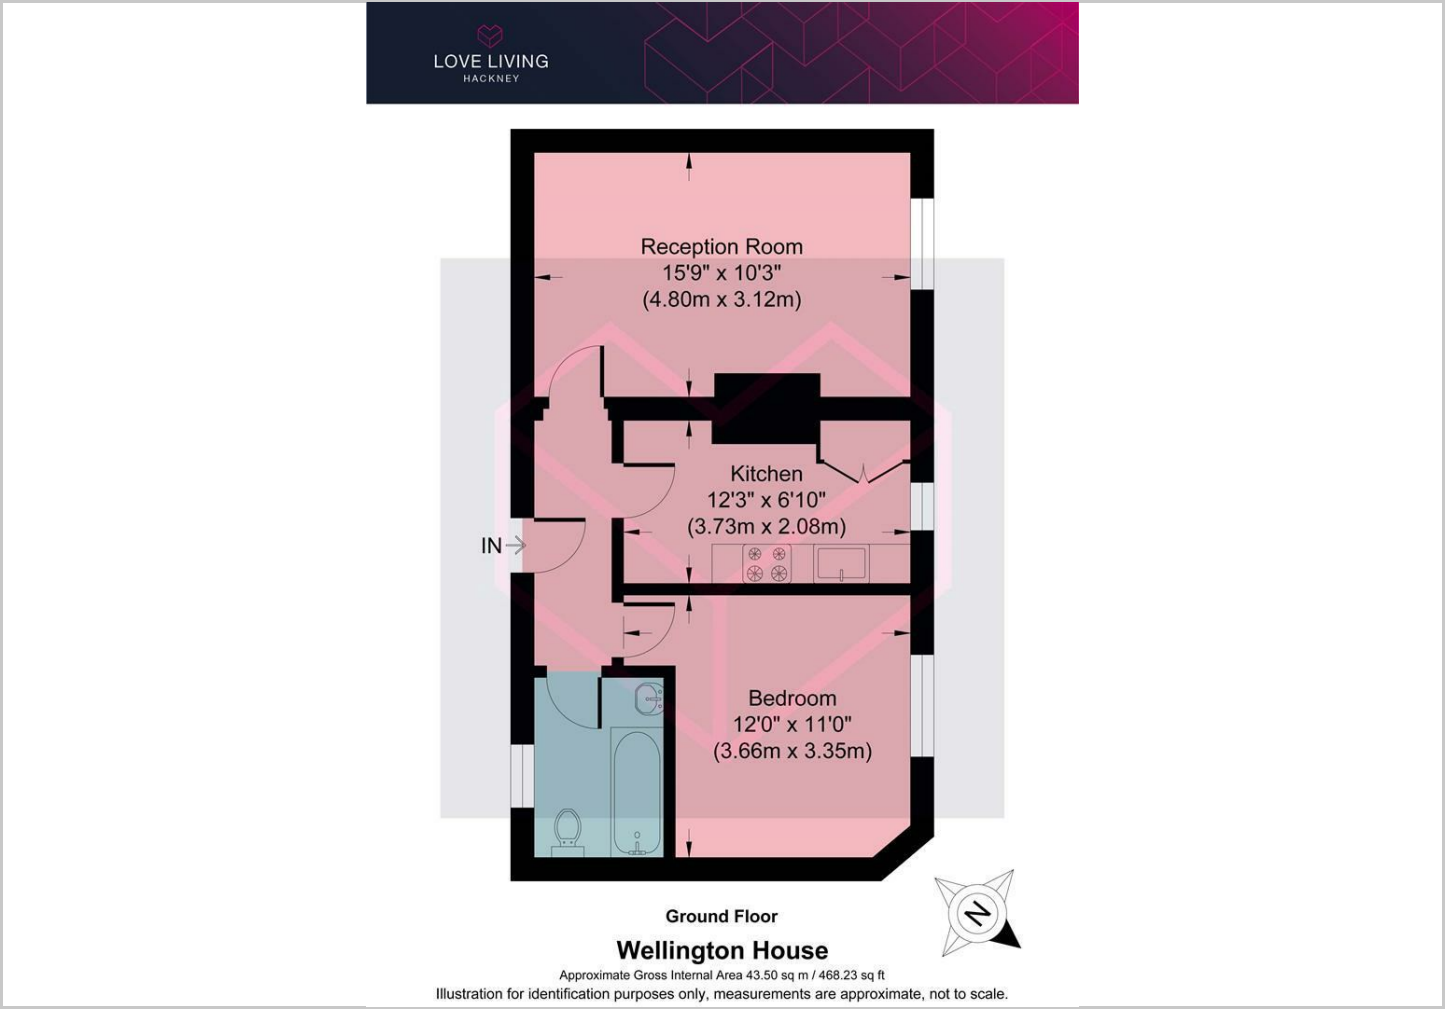 LOVE LIVING
HACKNEY
Reception Room
15'9" x 10'3"
(4.80m x 3.12m)
Kitchen
12'3" x 6'10"
(3.73m x 2.08m)
IN
Bedroom
12'0" x 11'0"
(3.66m x 3.35m)
N
Ground Floor
Wellington House
Approximate Gross Internal Area 43.50 sq m / 468.23 sq ft
Illustration for identification purposes only, measurements are approximate, not to scale.